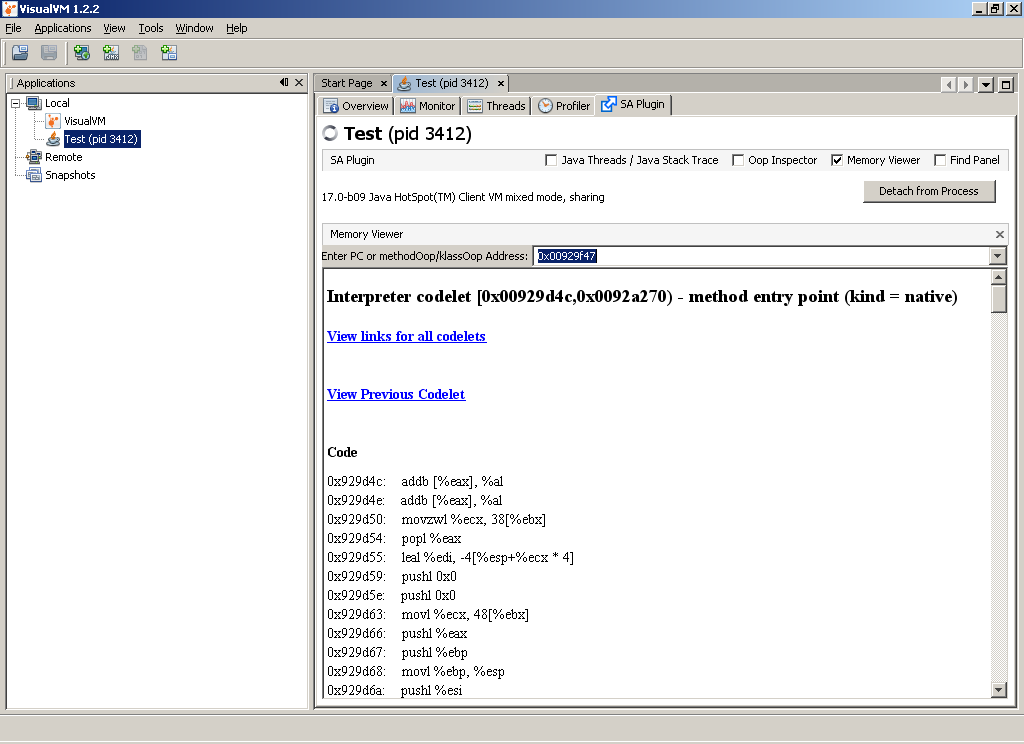 VisualVM 1.2.2
File Applications View Tools Window Help
Applications
Local
VisualVM
Test (pid 3412)
Remote
Snapshots
Start Page Test (pid 3412)
Overview Monitor Threads Profiler SA Plugin
Test (pid 3412)
SA Plugin Java Threads / Java Stack Trace Oop Inspector Memory Viewer Find Panel
17.0-b09 Java HotSpot(TM) Client VM mixed mode, sharing Detach from Process
Memory Viewer
Enter PC or methodOop/klassOop Address: 0x00929f47
Interpreter codelet [0x00929d4c,0x0092a270) - method entry point (kind = native)
View links for all codelets
View Previous Codelet
Code
0x929d4c: addb [%eax], %al
0x929d4e: addb [%eax], %al
0x929d50: movzwl %ecx, 38[%ebx]
0x929d54: popl %eax
0x929d55: leal %edi, -4[%esp+%ecx * 4]
0x929d59: pushl 0x0
0x929d5e: pushl 0x0
0x929d63: movl %ecx, 48[%ebx]
0x929d66: pushl %eax
0x929d67: pushl %ebp
0x929d68: movl %ebp, %esp
0x929d6a: pushl %esi